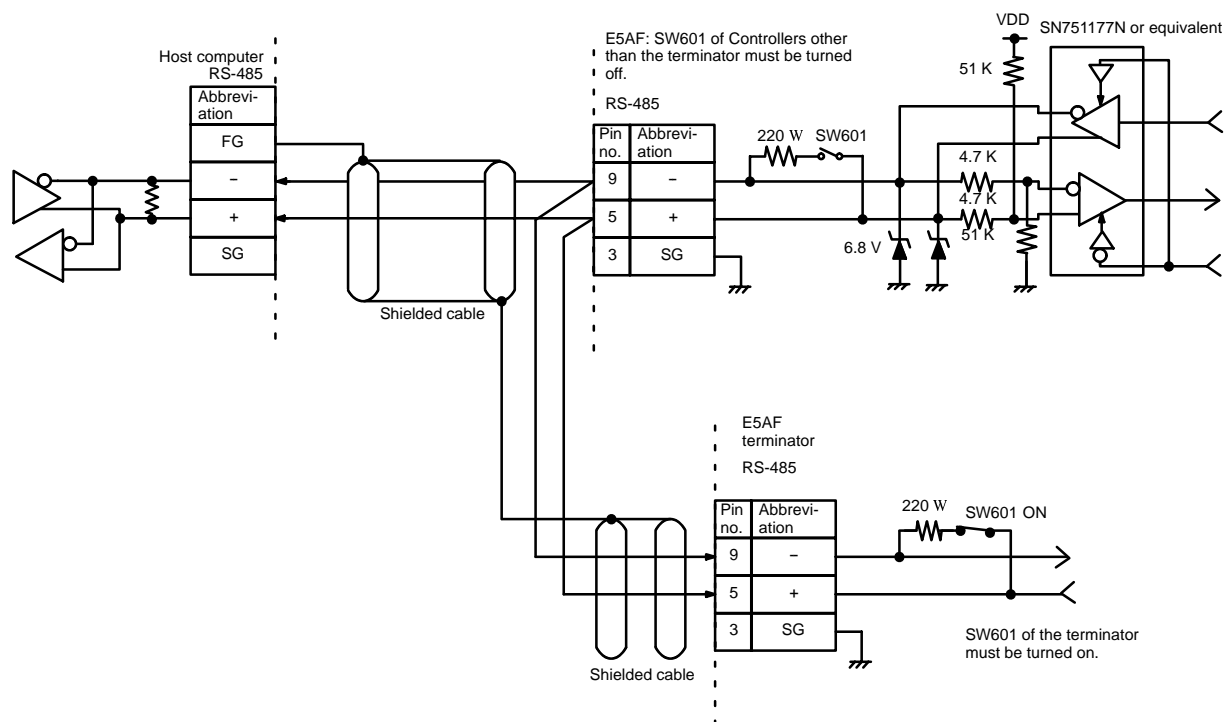 VDD
SN751177N or equivalent
E5AF: SW601 of Controllers other
than the terminator must be turned
off.
Host computer
RS-485
51 K
RS-485
Abbrevi-
ation
FG
–
+
SG
Pin
no.
Abbrevi-
ation
9
–
5
+
3
SG
220 W
SW601
4.7 K
4.7 K
51 K
6.8 V
Shielded cable
E5AF
terminator
RS-485
Pin
no.
Abbrevi-
ation
9
–
5
+
3
SG
220 W
SW601 ON
SW601 of the terminator
must be turned on.
Shielded cable